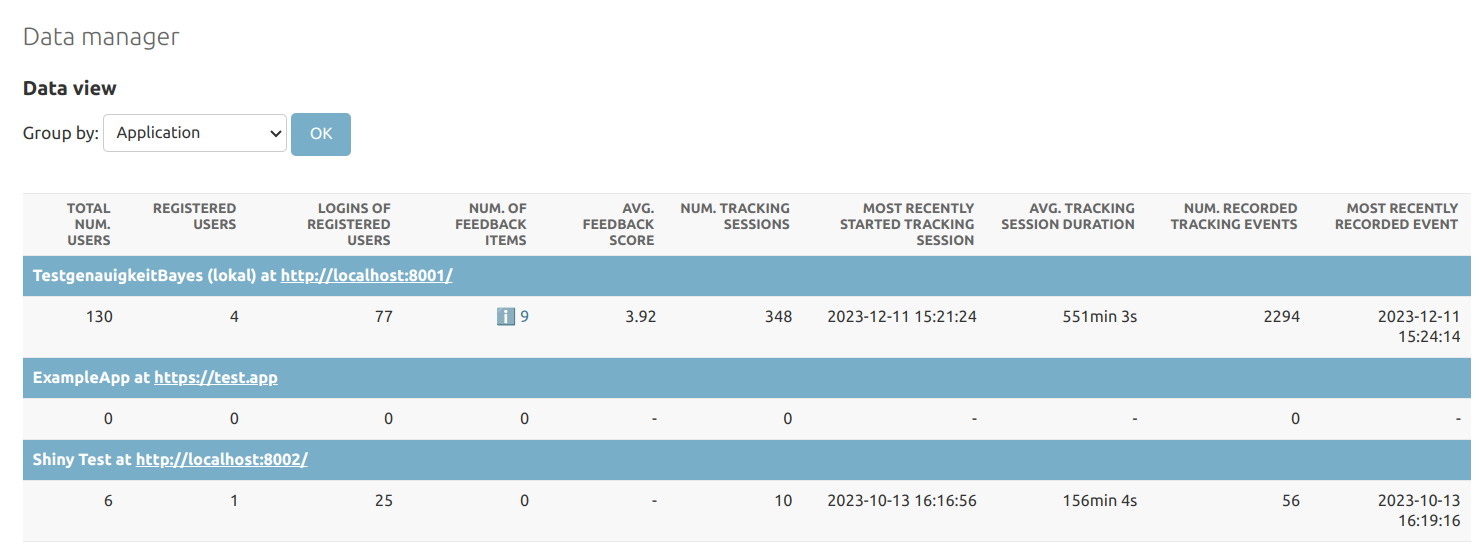 Data manager
Data view
Group by: Application OK
TOTAL NUM. USERS REGISTERED USERS LOGINS OF REGISTERED USERS NUM. OF FEEDBACK ITEMS AVG. FEEDBACK SCORE NUM. TRACKING SESSIONS MOST RECENTLY STARTED TRACKING SESSION AVG. TRACKING SESSION DURATION NUM. RECORDED TRACKING EVENTS MOST RECENTLY RECORDED EVENT
TestgenauigkeitBayes (lokal) at http://localhost:8001/
130 4 77 ℹ️ 9 3.92 348 2023-12-11 15:21:24 551min 3s 2294 2023-12-11 15:24:14
ExampleApp at https://test.app
0 0 0 0 - 0 - - 0 -
Shiny Test at http://localhost:8002/
6 1 25 0 - 10 2023-10-13 16:16:56 156min 4s 56 2023-10-13 16:19:16